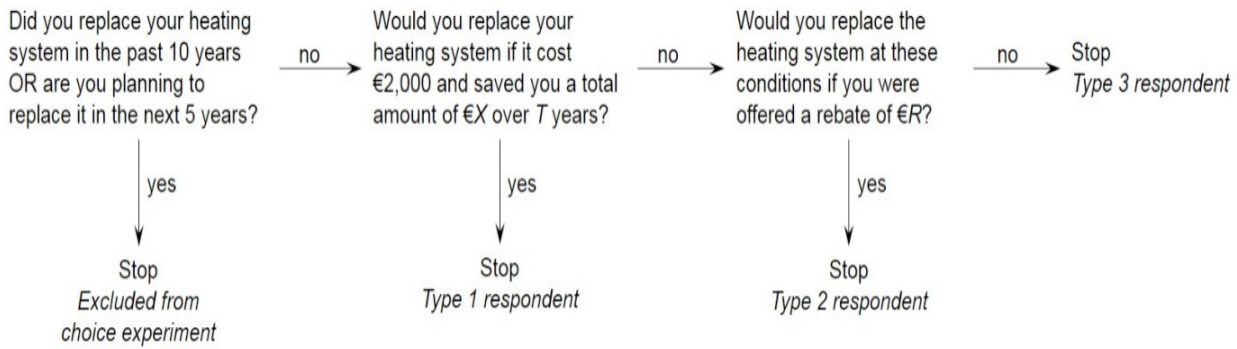 Did you replace your heating
system in the past 10 years
OR are you planning to
replace it in the next 5 years?
no
Would you replace your
heating system if it cost
€2,000 and saved you a total
amount of €X over T years?
no
Would you replace the
heating system at these
conditions if you were
offered a rebate of €R?
no
Stop
Type 3 respondent
yes
yes
yes
Stop
Excluded from
choice experiment
Stop
Type 1 respondent
Stop
Type 2 respondent